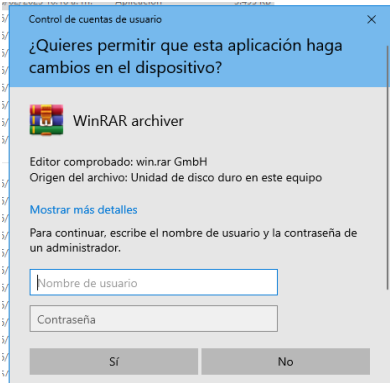 Aplicación
Control de cuentas de usuario
¿Quieres permitir que esta aplicación haga
cambios en el dispositivo?
WinRAR archiver
Editor comprobado: win.rar GmbH
Origen del archivo: Unidad de disco duro en este equipo
Mostrar más detalles
Para continuar, escribe el nombre de usuario y la contraseña de
un administrador.
Nombre de usuario
Contraseña
Sí
No